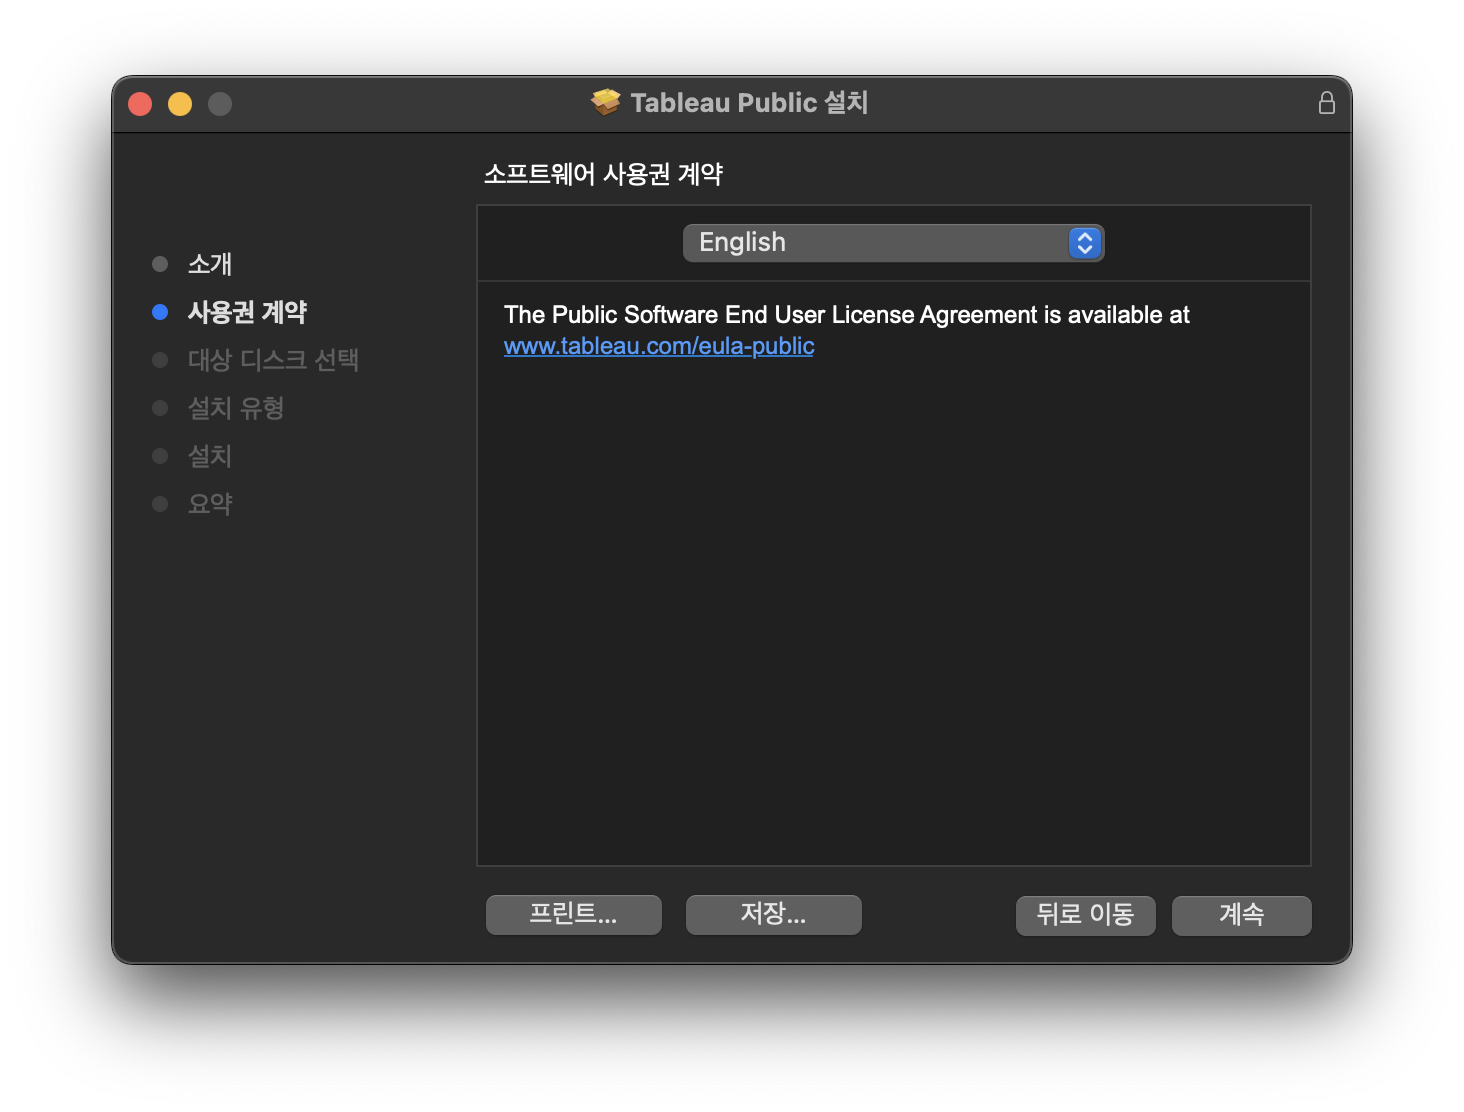 Tableau Public 설치
소프트웨어 사용권 계약
소개
사용권 계약
대상 디스크 선택
설치 유형
설치
요약
English
The Public Software End User License Agreement is available at
www.tableau.com/eula-public
프린트...
저장...
뒤로 이동
계속